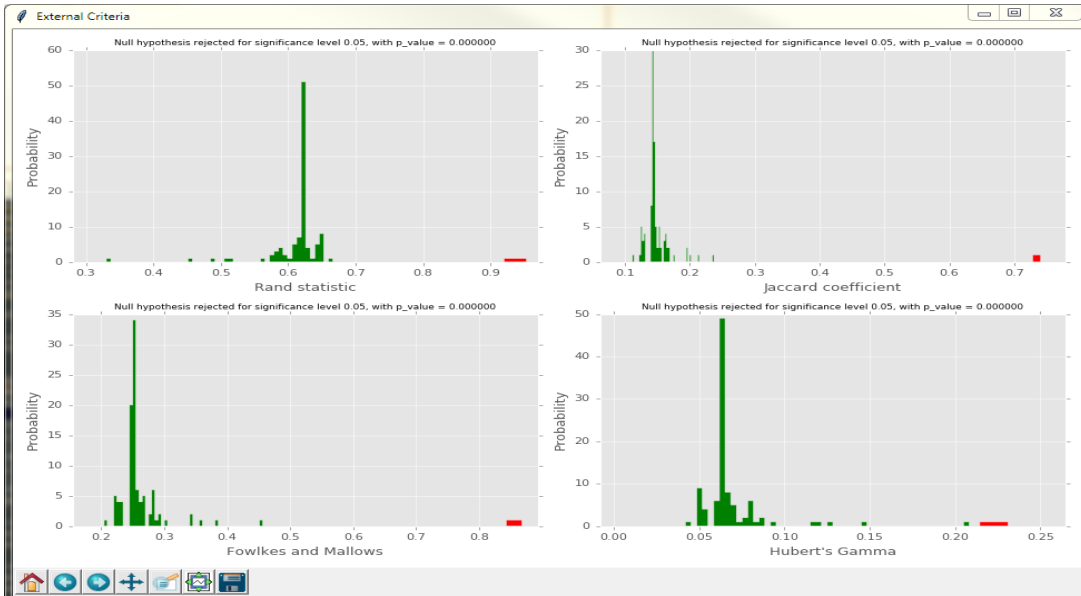 External Criteria
Null hypothesis rejected for significance level 0.05, with p_value = 0.000000
60
50
40
30
20
10
0
Probability
0.3 0.4 0.5 0.6 0.7 0.8 0.9
Rand statistic
Null hypothesis rejected for significance level 0.05, with p_value = 0.000000
30
25
20
15
10
5
0
Probability
0.1 0.2 0.3 0.4 0.5 0.6 0.7
Jaccard coefficient
Null hypothesis rejected for significance level 0.05, with p_value = 0.000000
35
30
25
20
15
10
5
0
Probability
0.2 0.3 0.4 0.5 0.6 0.7 0.8
Fowlkes and Mallows
Null hypothesis rejected for significance level 0.05, with p_value = 0.000000
50
40
30
20
10
0
Probability
0.00 0.05 0.10 0.15 0.20 0.25
Hubert's Gamma